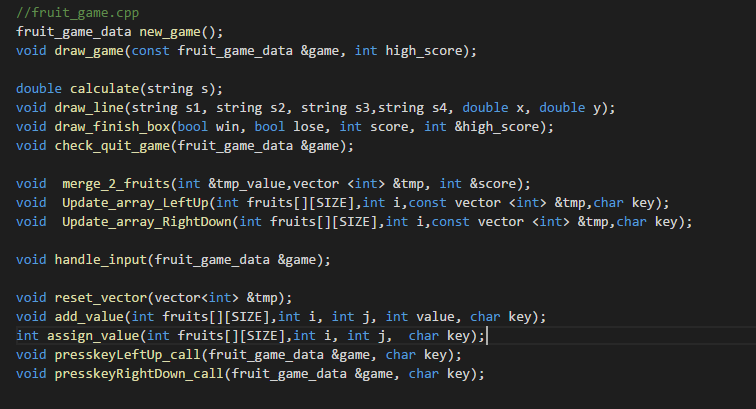 //fruit_game.cpp
fruit_game_data new_game();
void draw_game(const fruit_game_data &game, int high_score);
double calculate(string s);
void draw_line(string s1, string s2, string s3,string s4, double x, double y);
void draw_finish_box(bool win, bool lose, int score, int &high_score);
void check_quit_game(fruit_game_data &game);
void  merge_2_fruits(int &tmp_value,vector <int> &tmp, int &score);
void  Update_array_LeftUp(int fruits[][SIZE],int i,const vector <int> &tmp,char key);
void  Update_array_RightDown(int fruits[][SIZE],int i,const vector <int> &tmp,char key);
void handle_input(fruit_game_data &game);
void reset_vector(vector<int> &tmp);
void add_value(int fruits[][SIZE],int i, int j, int value, char key);
int assign_value(int fruits[][SIZE],int i, int j,  char key);
void presskeyLeftUp_call(fruit_game_data &game, char key);
void presskeyRightDown_call(fruit_game_data &game, char key);